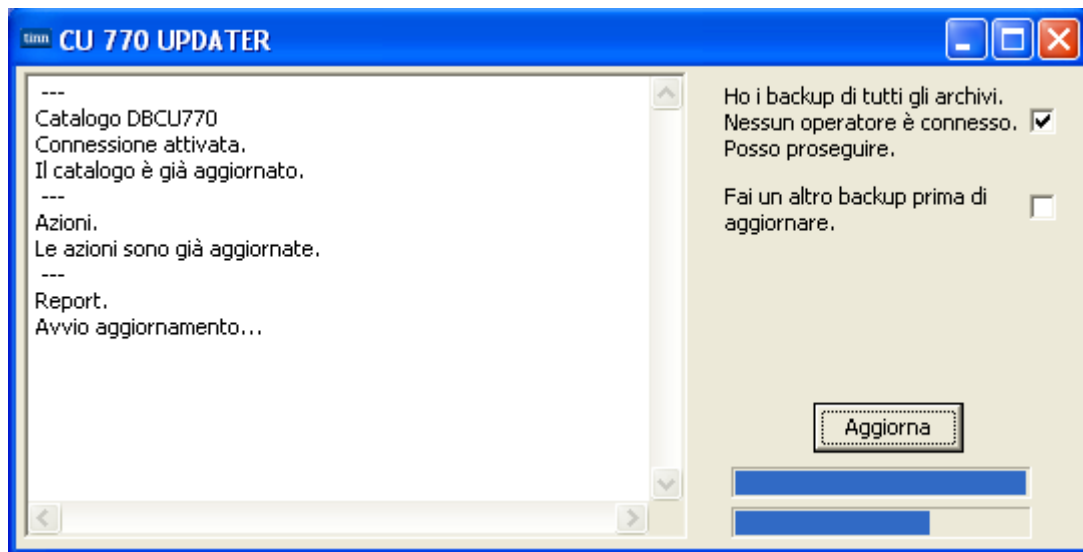 tinn CU 770 UPDATER
---
Catalogo DBCU770
Connessione attivata.
Il catalogo è già aggiornato.
---
Azioni.
Le azioni sono già aggiornate.
---
Report.
Avvio aggiornamento...
Ho i backup di tutti gli archivi.
Nessun operatore è connesso.
Posso proseguire.
Fai un altro backup prima di
aggiornare.
Aggiorna